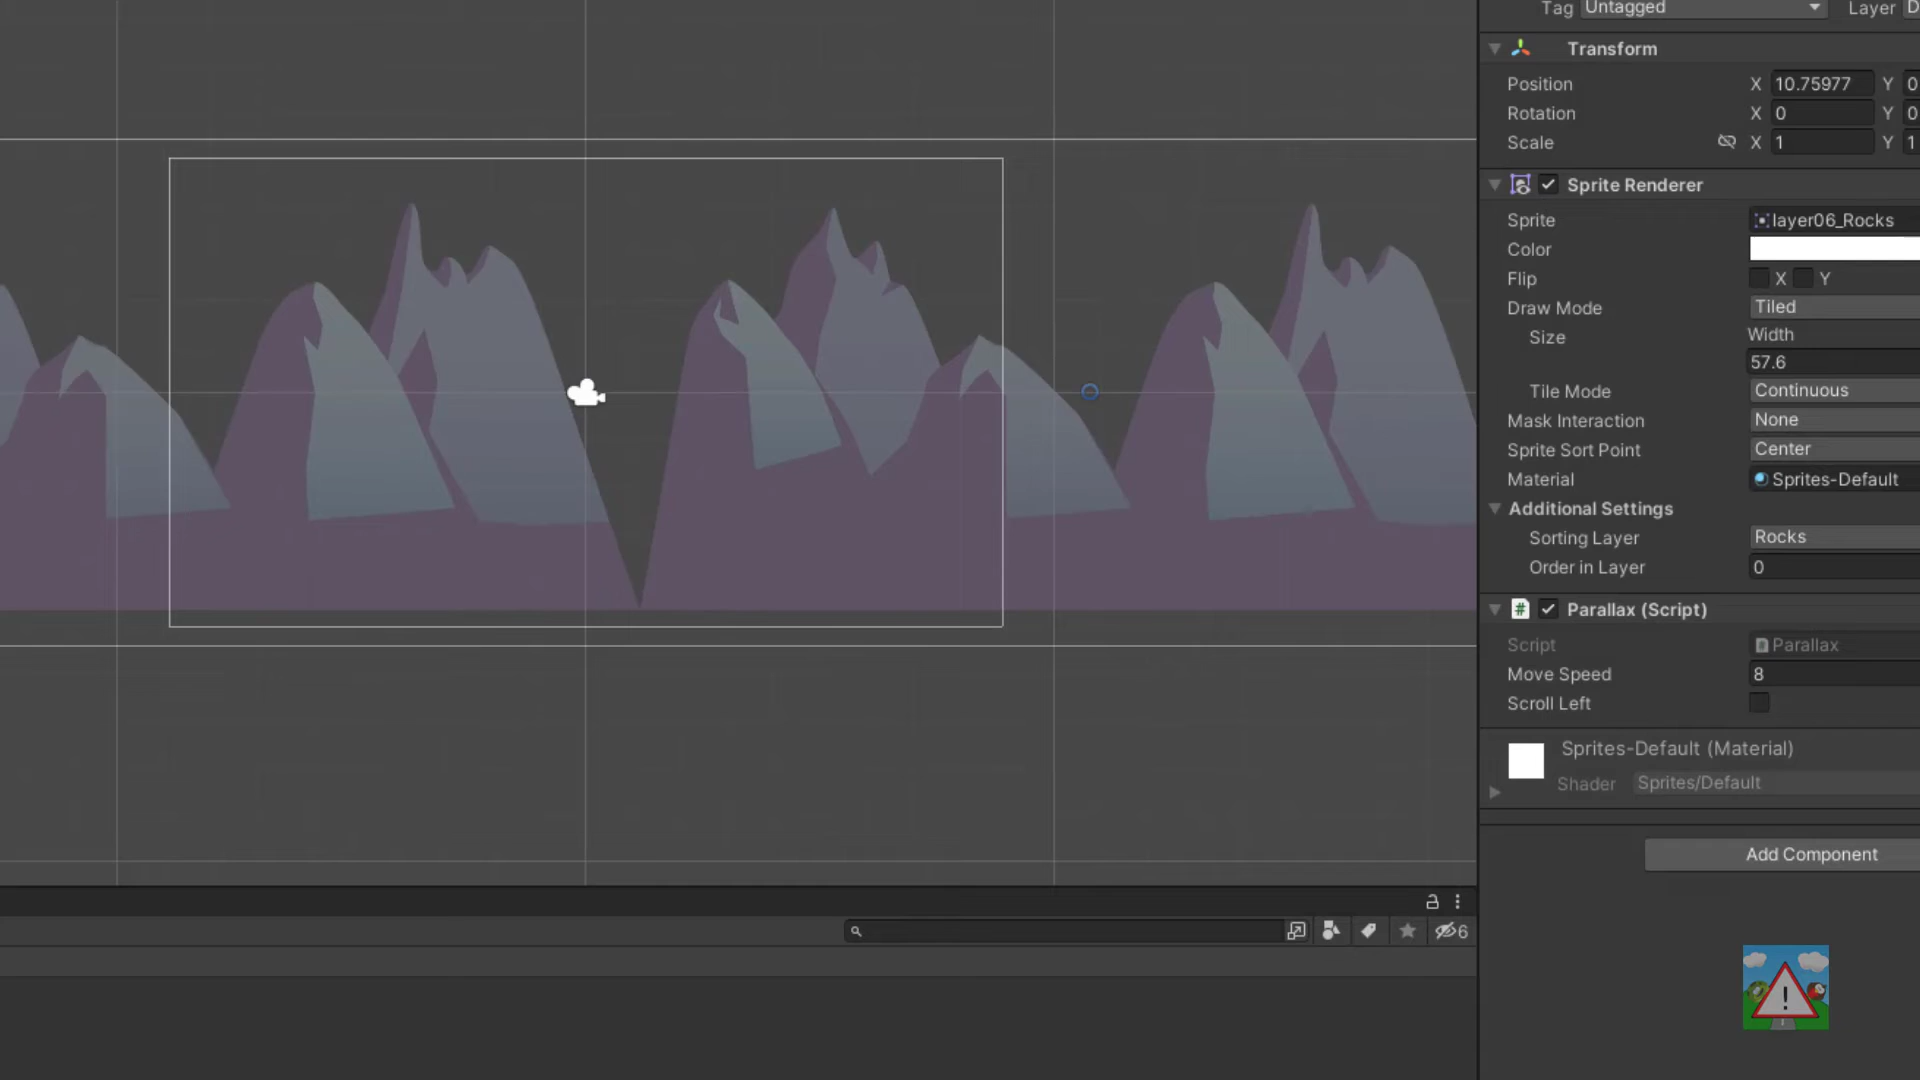 Tag Untagged Layer D
Transform
Position X 10.75977 Y 0
Rotation X 0 Y 0
Scale X 1 Y 1
Sprite Renderer
Sprite layer06_Rocks
Color
Flip X Y
Draw Mode Tiled
Size Width
57.6
Tile Mode Continuous
Mask Interaction None
Sprite Sort Point Center
Material Sprites-Default
Additional Settings
Sorting Layer Rocks
Order in Layer 0
# Parallax (Script)
Script Parallax
Move Speed 8
Scroll Left
Sprites-Default (Material)
Shader Sprites/Default
Add Component
6
!